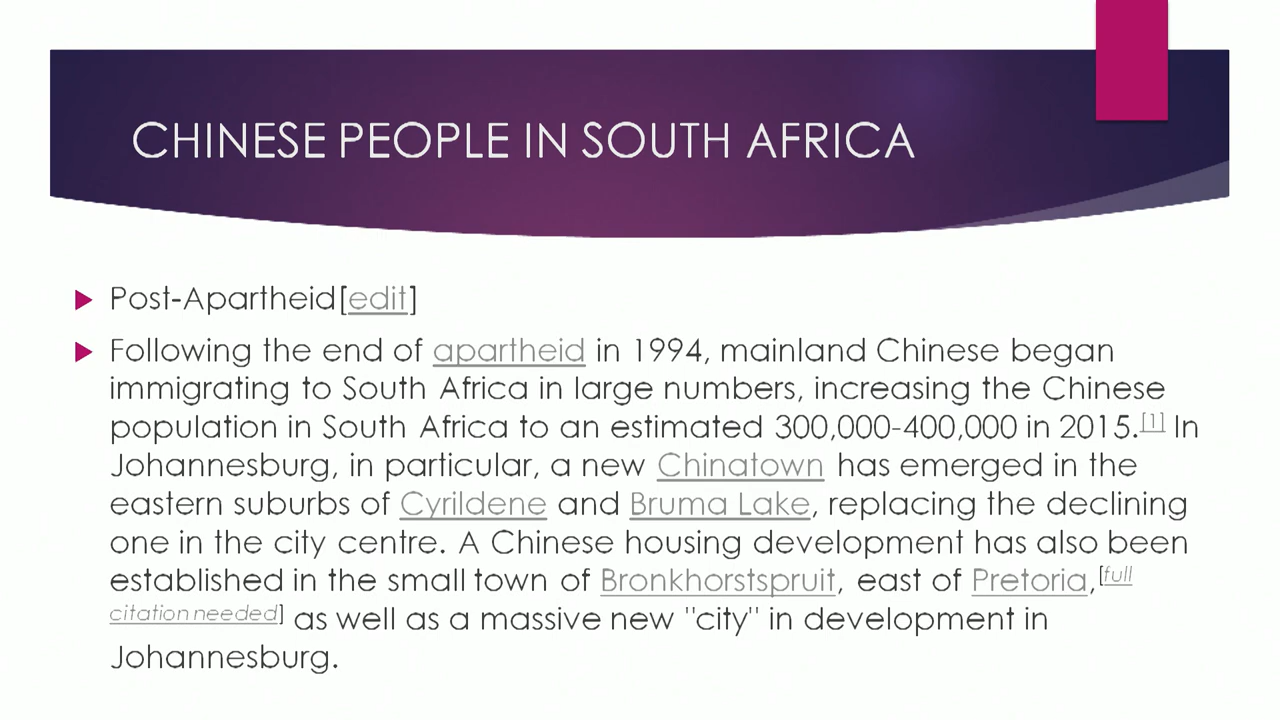 CHINESE PEOPLE IN SOUTH AFRICA
Post-Apartheid[edit]
Following the end of apartheid in 1994, mainland Chinese began
immigrating to South Africa in large numbers, increasing the Chinese
population in South Africa to an estimated 300,000-400,000 in 2015.[1] In
Johannesburg, in particular, a new Chinatown has emerged in the
eastern suburbs of Cyrildene and Bruma Lake, replacing the declining
one in the city centre. A Chinese housing development has also been
established in the small town of Bronkhorstspruit, east of Pretoria,[full
citation needed] as well as a massive new "city" in development in
Johannesburg.